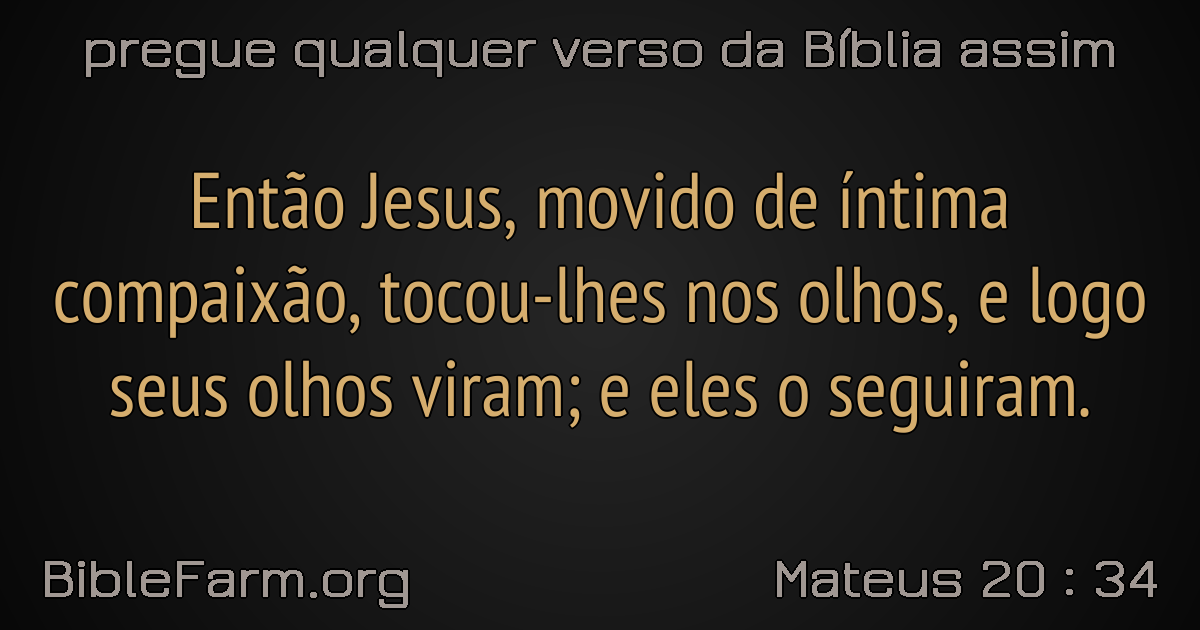 pregue qualquer verso da Bíblia assim
Então Jesus, movido de íntima
compaixão, tocou-lhes nos olhos, e logo
seus olhos viram; e eles o seguiram.
BibleFarm.org
Mateus 20 : 34